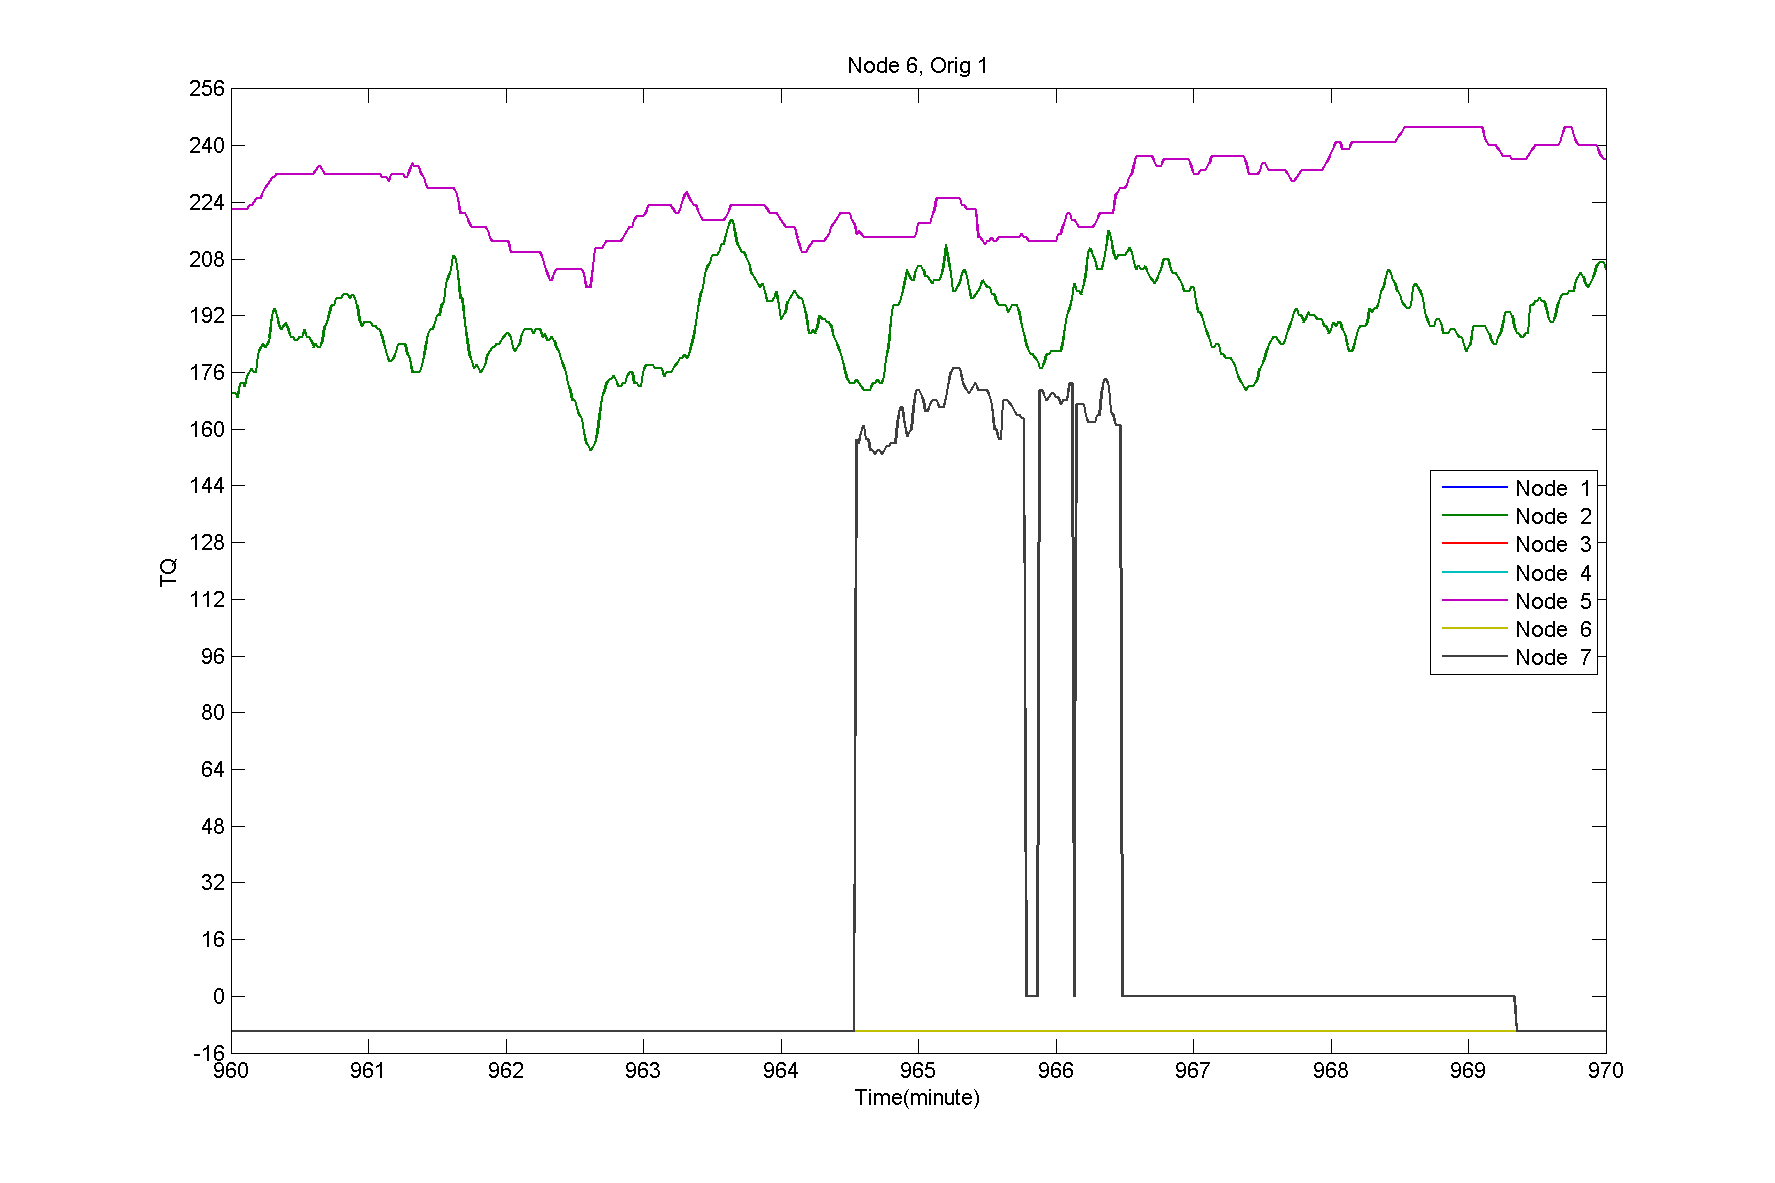 Node 6, Orig 1
256
240
224
208
192
176
160
144
128
112
96
80
64
48
32
16
0
-16
TQ
Node 1
Node 2
Node 3
Node 4
Node 5
Node 6
Node 7
960 961 962 963 964 965 966 967 968 969 970
Time(minute)